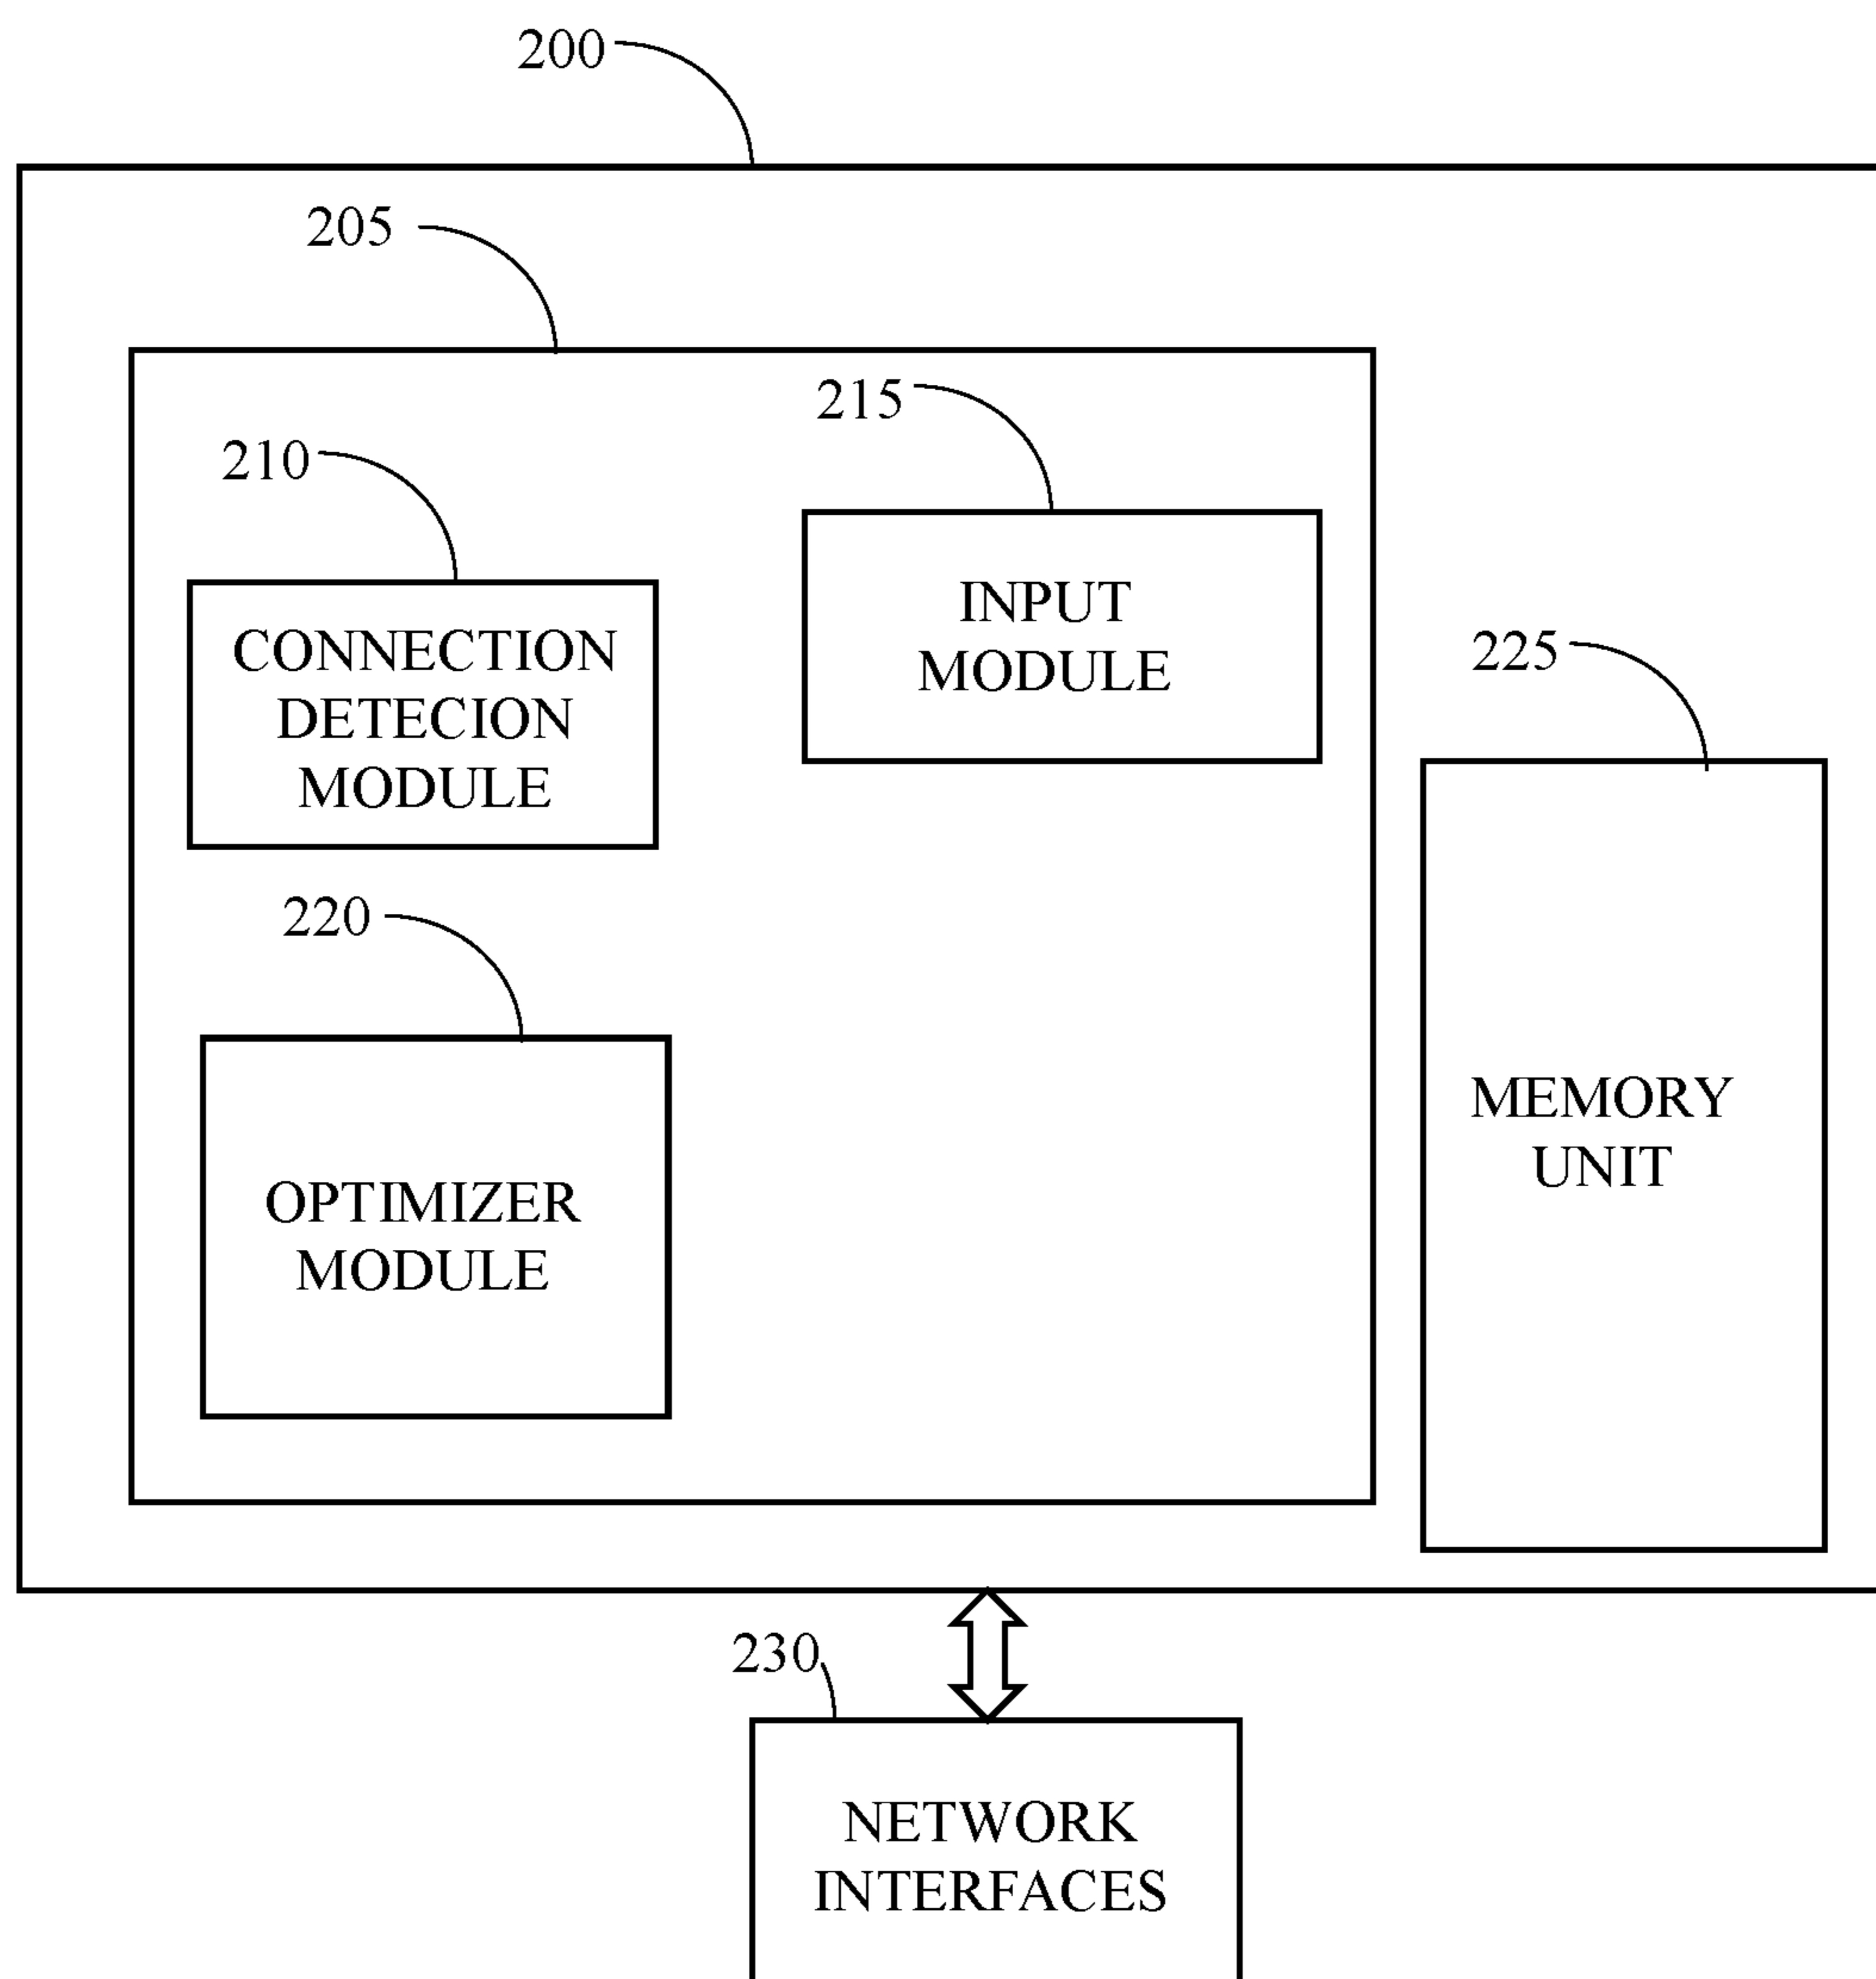 200
205
215
210
INPUT
MODULE
CONNECTION
DETECION
MODULE
225
220
MEMORY
UNIT
OPTIMIZER
MODULE
230
NETWORK
INTERFACES